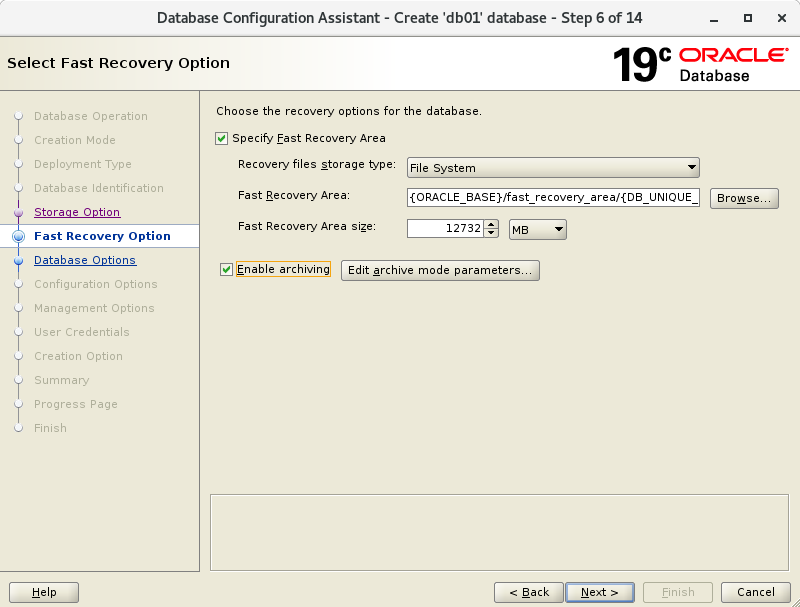 Database Configuration Assistant - Create 'db01' database - Step 6 of 14
Select Fast Recovery Option
19c ORACLE
Database
Database Operation
Creation Mode
Deployment Type
Database Identification
Storage Option
Fast Recovery Option
Database Options
Configuration Options
Management Options
User Credentials
Creation Option
Summary
Progress Page
Finish
Choose the recovery options for the database.
Specify Fast Recovery Area
Recovery files storage type: File System
Fast Recovery Area: {ORACLE_BASE}/fast_recovery_area/{DB_UNIQUE_ Browse...
Fast Recovery Area size: 12732 MB
Enable archiving Edit archive mode parameters...
Help < Back Next > Finish Cancel